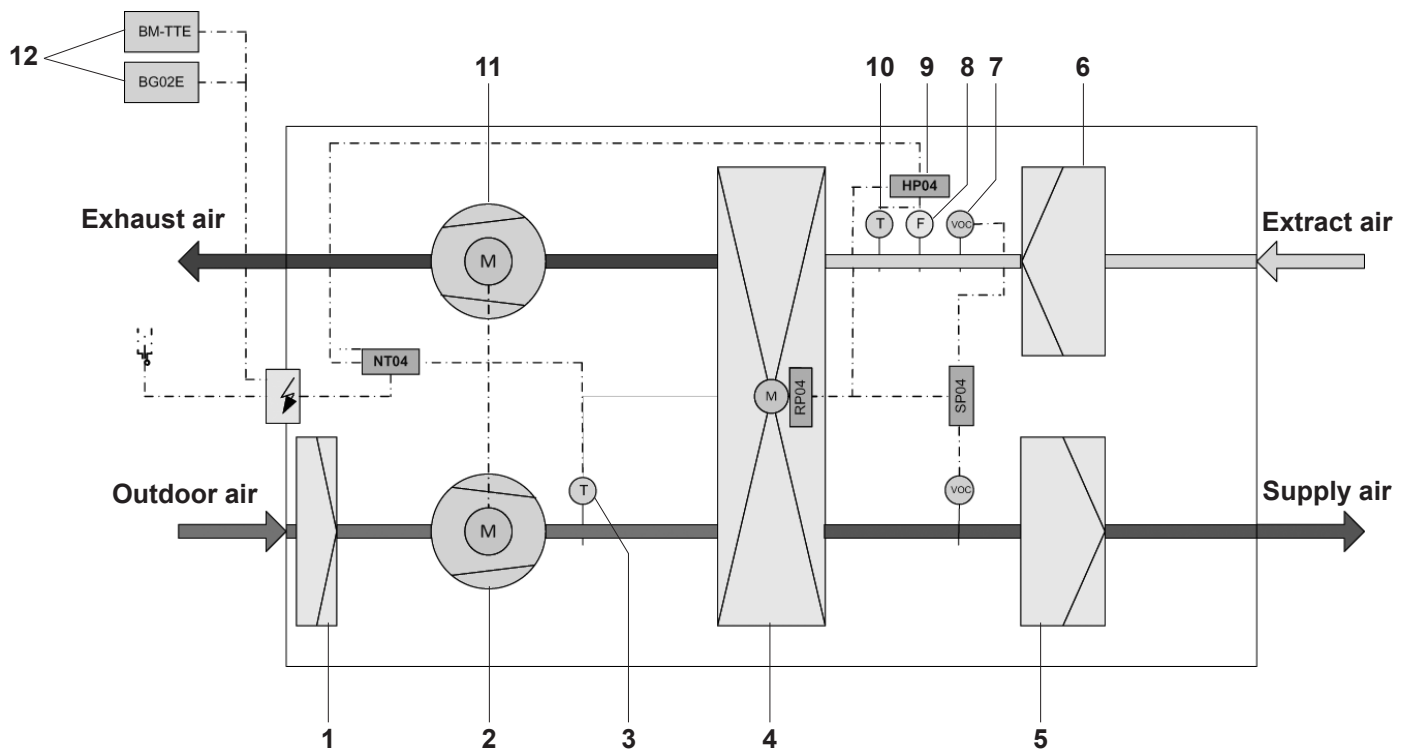 BM-TTE
12
BG02E
11
10
9
8
7
6
HP04
Exhaust air
T
F
VOC
Extract air
M
NT04
M
RP04
SP04
Outdoor air
T
VOC
Supply air
M
1
2
3
4
5